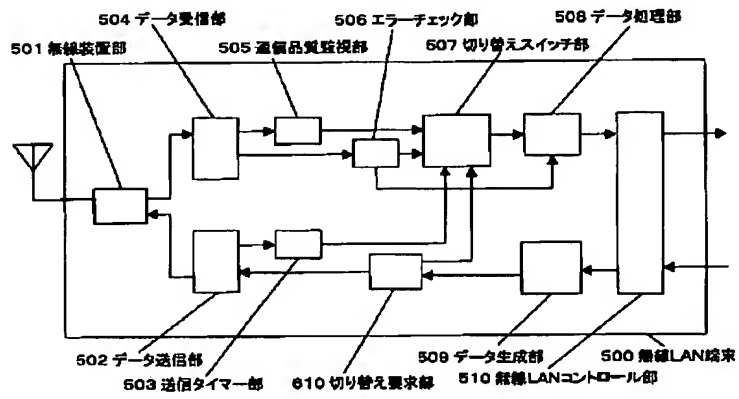 504 データ受信部
506 エラーチェック部
508 データ処理部
501 無線装置部
505 通信品質監視部
507 切り替えスイッチ部
502 データ送信部
509 データ生成部
500 無線LAN端末
503 送信タイマー部
610 切り替え要求部
510 無線LANコントロール部